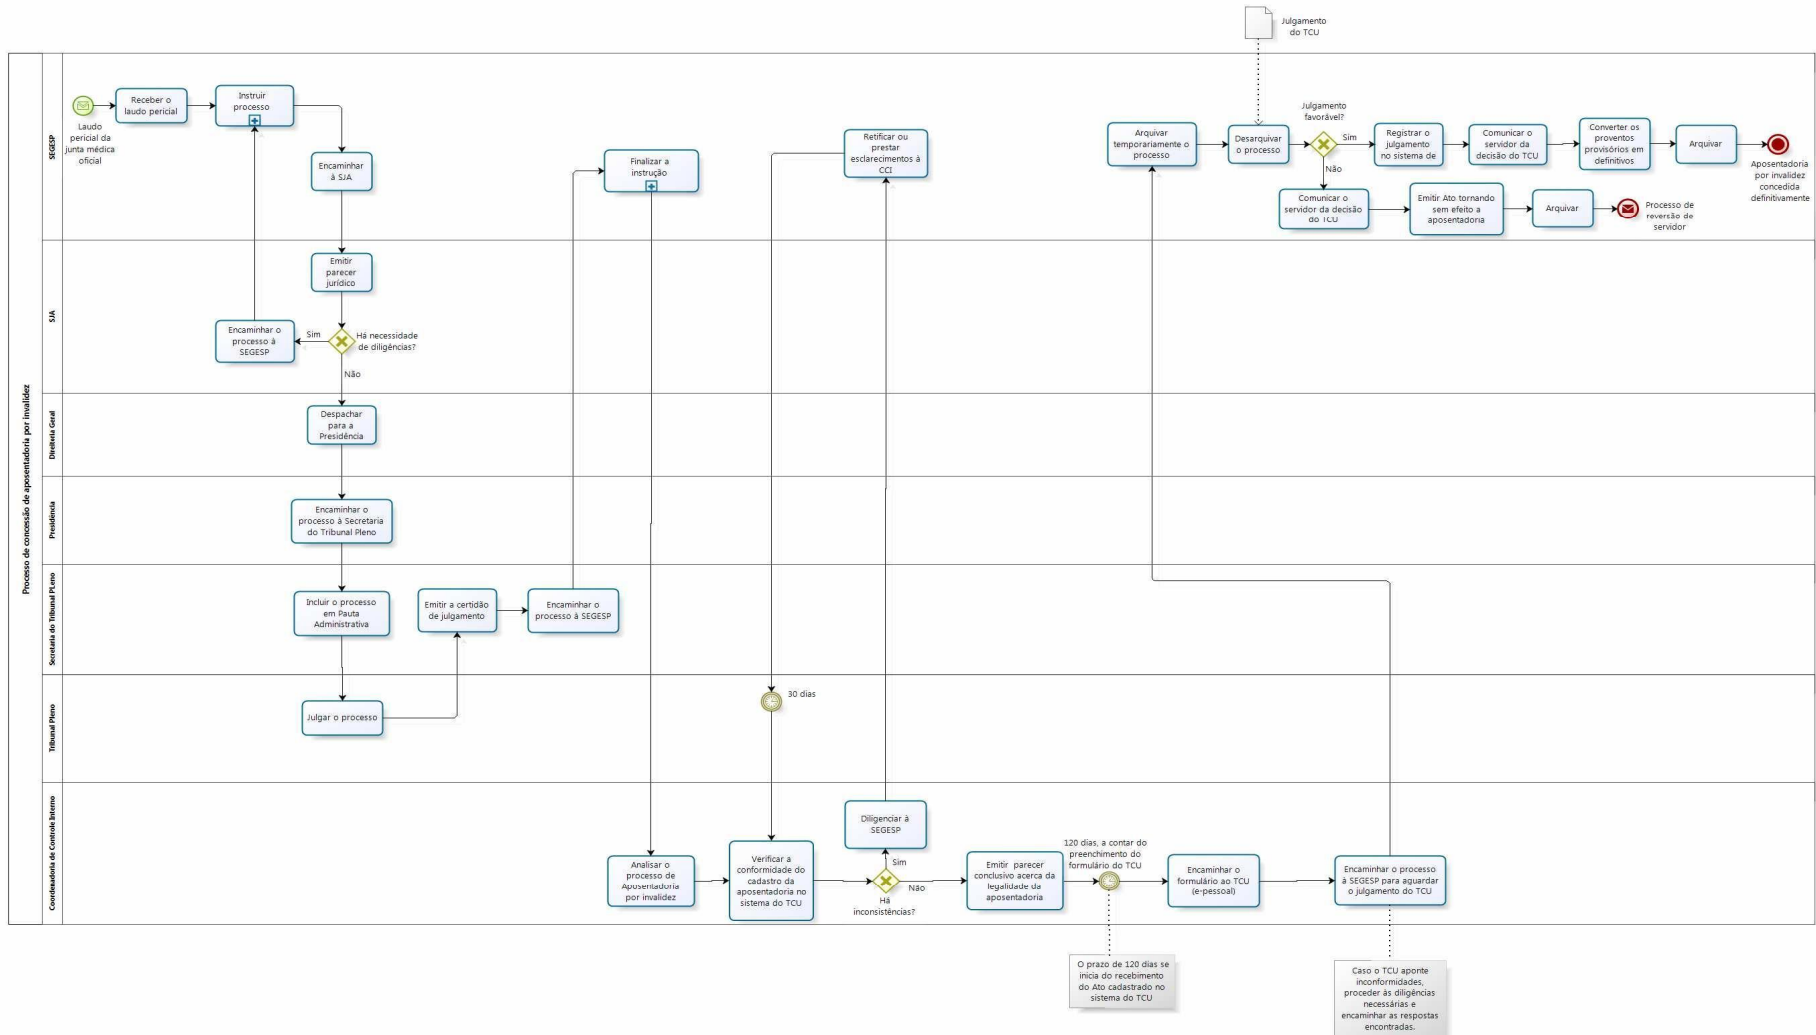 Julgamento
do TCU
Processo de concessão de aposentadoria por invalidez
SEGESP
Laudo
pericial da
junta médica
oficial
Receber o
laudo pericial
Instruir
processo
Encaminhar
à SJA
Finalizar a
instrução
Retificar ou
prestar
esclarecimentos à
CCI
Arquivar
temporariamente o
processo
Desarquivar
o processo
Julgamento
favorável?
Sim
Não
Registrar o
julgamento
no sistema de
Comunicar o
servidor da
decisão do TCU
Converter os
proventos
provisórios em
definitivos
Arquivar
Aposentadoria
por invalidez
concedida
definitivamente
Comunicar o
servidor da decisão
do TCU
Emitir Ato tornando
sem efeito a
aposentadoria
Arquivar
Processo de
reversão de
servidor
SJA
Emitir
parecer
jurídico
Encaminhar o
processo à
SEGESP
Sim
Há necessidade
de diligências?
Não
Direitoria Geral
Despachar
para a
Presidência
Presidência
Encaminhar o
processo à Secretaria
do Tribunal Pleno
Secretaria do Tribunal PLeno
Incluir o processo
em Pauta
Administrativa
Emitir a certidão
de julgamento
Encaminhar o
processo à SEGESP
Tribunal Pleno
Julgar o processo
30 dias
Coordenadoria de Controle Interno
Analisar o
processo de
Aposentadoria
por invalidez
Verificar a
conformidade do
cadastro da
aposentadoria no
sistema do TCU
Diligenciar à
SEGESP
Sim
Não
Há
inconsistências?
Emitir parecer
conclusivo acerca da
legalidade da
aposentadoria
120 dias, a contar do
preenchimento do
formulário do TCU
Encaminhar o
formulário ao TCU
(e-pessoal)
Encaminhar o processo
à SEGESP para aguardar
o julgamento do TCU
O prazo de 120 dias se
inicia do recebimento
do Ato cadastrado no
sistema do TCU
Caso o TCU aponte
inconformidades,
proceder às diligências
necessárias e
encaminhar as respostas
encontradas.